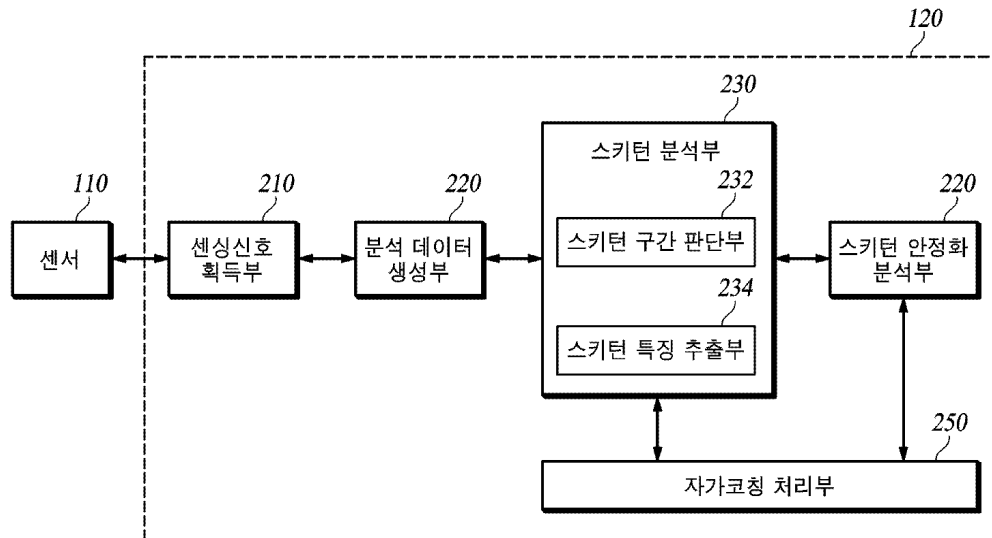 120
230
스키턴 분석부
110
210
220
232
220
센서
센싱신호
획득부
분석 데이터
생성부
스키턴 구간 판단부
스키턴 안정화
분석부
234
스키턴 특징 추출부
250
자가코칭 처리부